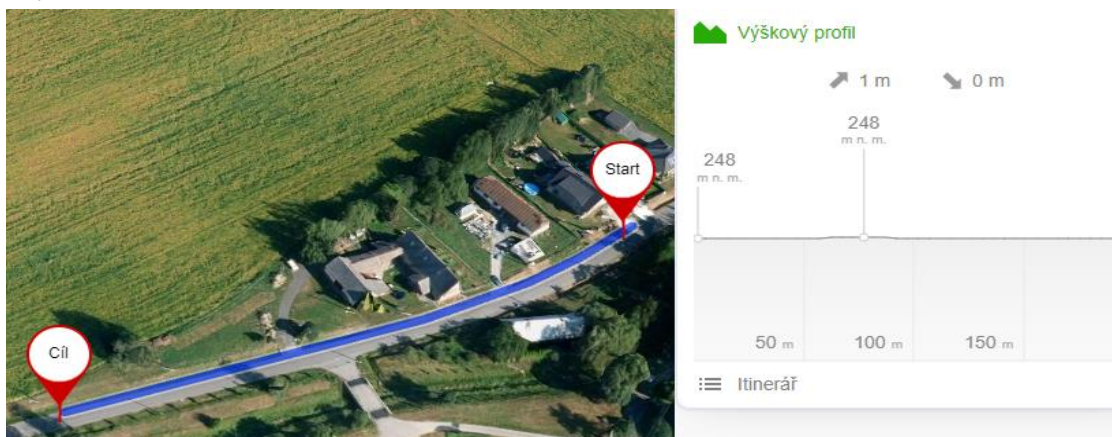 Výškový profil
1 m 0 m
248
m n. m.
248
m n. m.
Start
Cíl
50 m 100 m 150 m
Itinerář